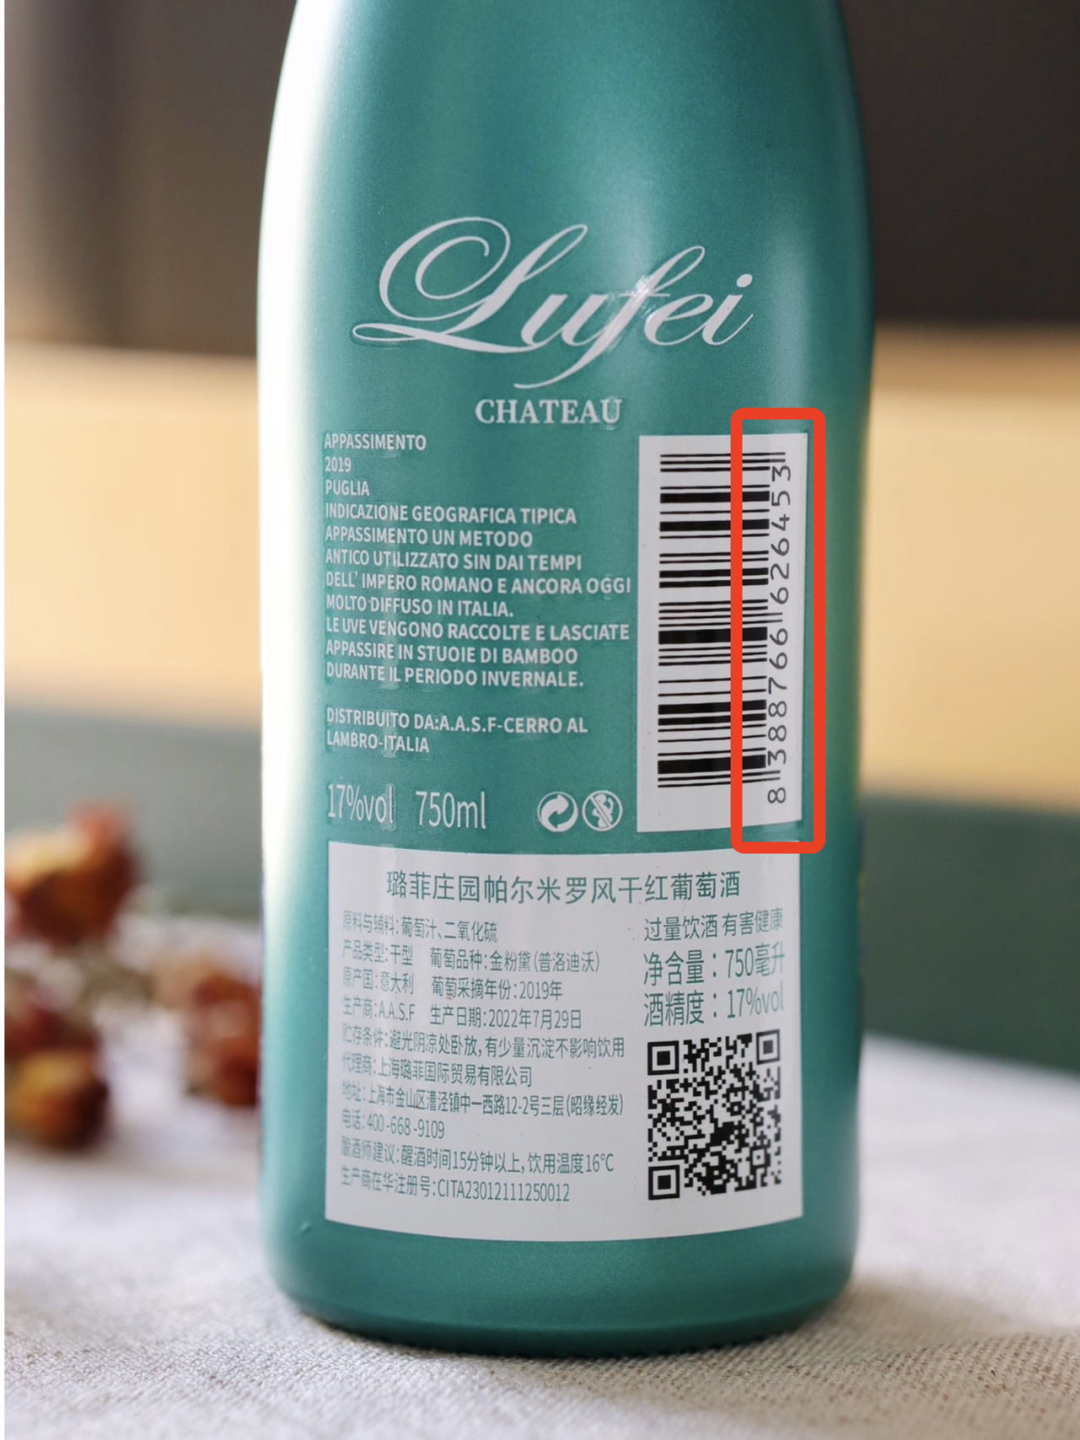 Lufei
CHATEAU
APPASSIMENTO
2019
PUGLIA
INDICAZIONE GEOGRAFICA TIPICA
APPASSIMENTO UN METODO
ANTICO UTILIZZATO SIN DAI TEMPI
DELL' IMPERO ROMANO E ANCORA OGGI
MOLTO DIFFUSO IN ITALIA.
LE UVE VENGONO RACCOLTE E LASCIATE
APPASSIRE IN STUOIE DI BAMBOO
DURANTE IL PERIODO INVERNALE.
DISTRIBUITO DA:A.A.S.F-CERRO AL
LAMBRO-ITALIA
17%vol 750ml
8 388766 626453
璐菲庄园帕尔米罗风干红葡萄酒
原料与辅料:葡萄汁、二氧化硫
产品类型:干型 葡萄品种:金粉黛(普洛迪沃)
原产国:意大利 葡萄采摘年份:2019年
生产商:A.A.S.F 生产日期:2022年7月29日
贮存条件:避光阴凉处卧放,有少量沉淀不影响饮用
代理商:上海璐菲国际贸易有限公司
地址:上海市金山区漕泾镇中一西路12-2号三层(昭缘经发)
电话:400-668-9109
酿酒师建议:醒酒时间15分钟以上,饮用温度16℃
生产商在华注册号:CITA23012111250012
过量饮酒 有害健康
净含量:750毫升
酒精度:17%vol